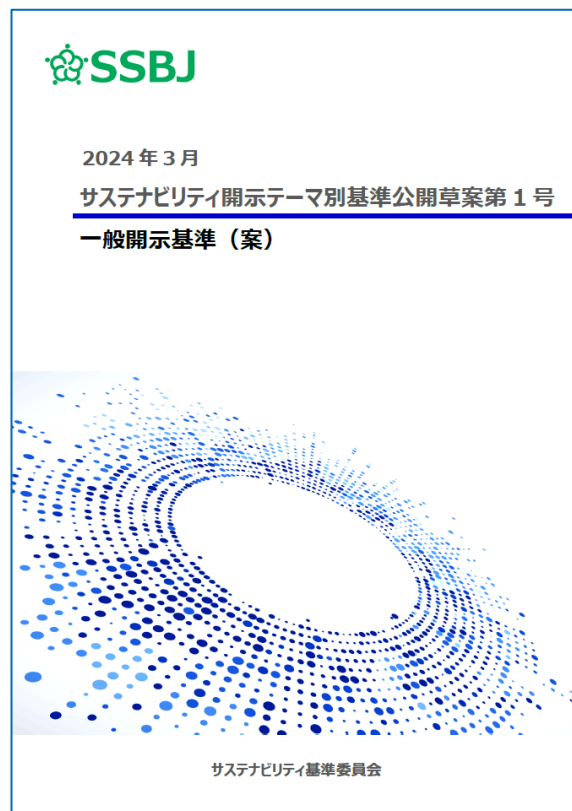 SSBJ
2024年3月
サステナビリティ開示テーマ別基準公開草案第1号
一般開示基準（案）
サステナビリティ基準委員会